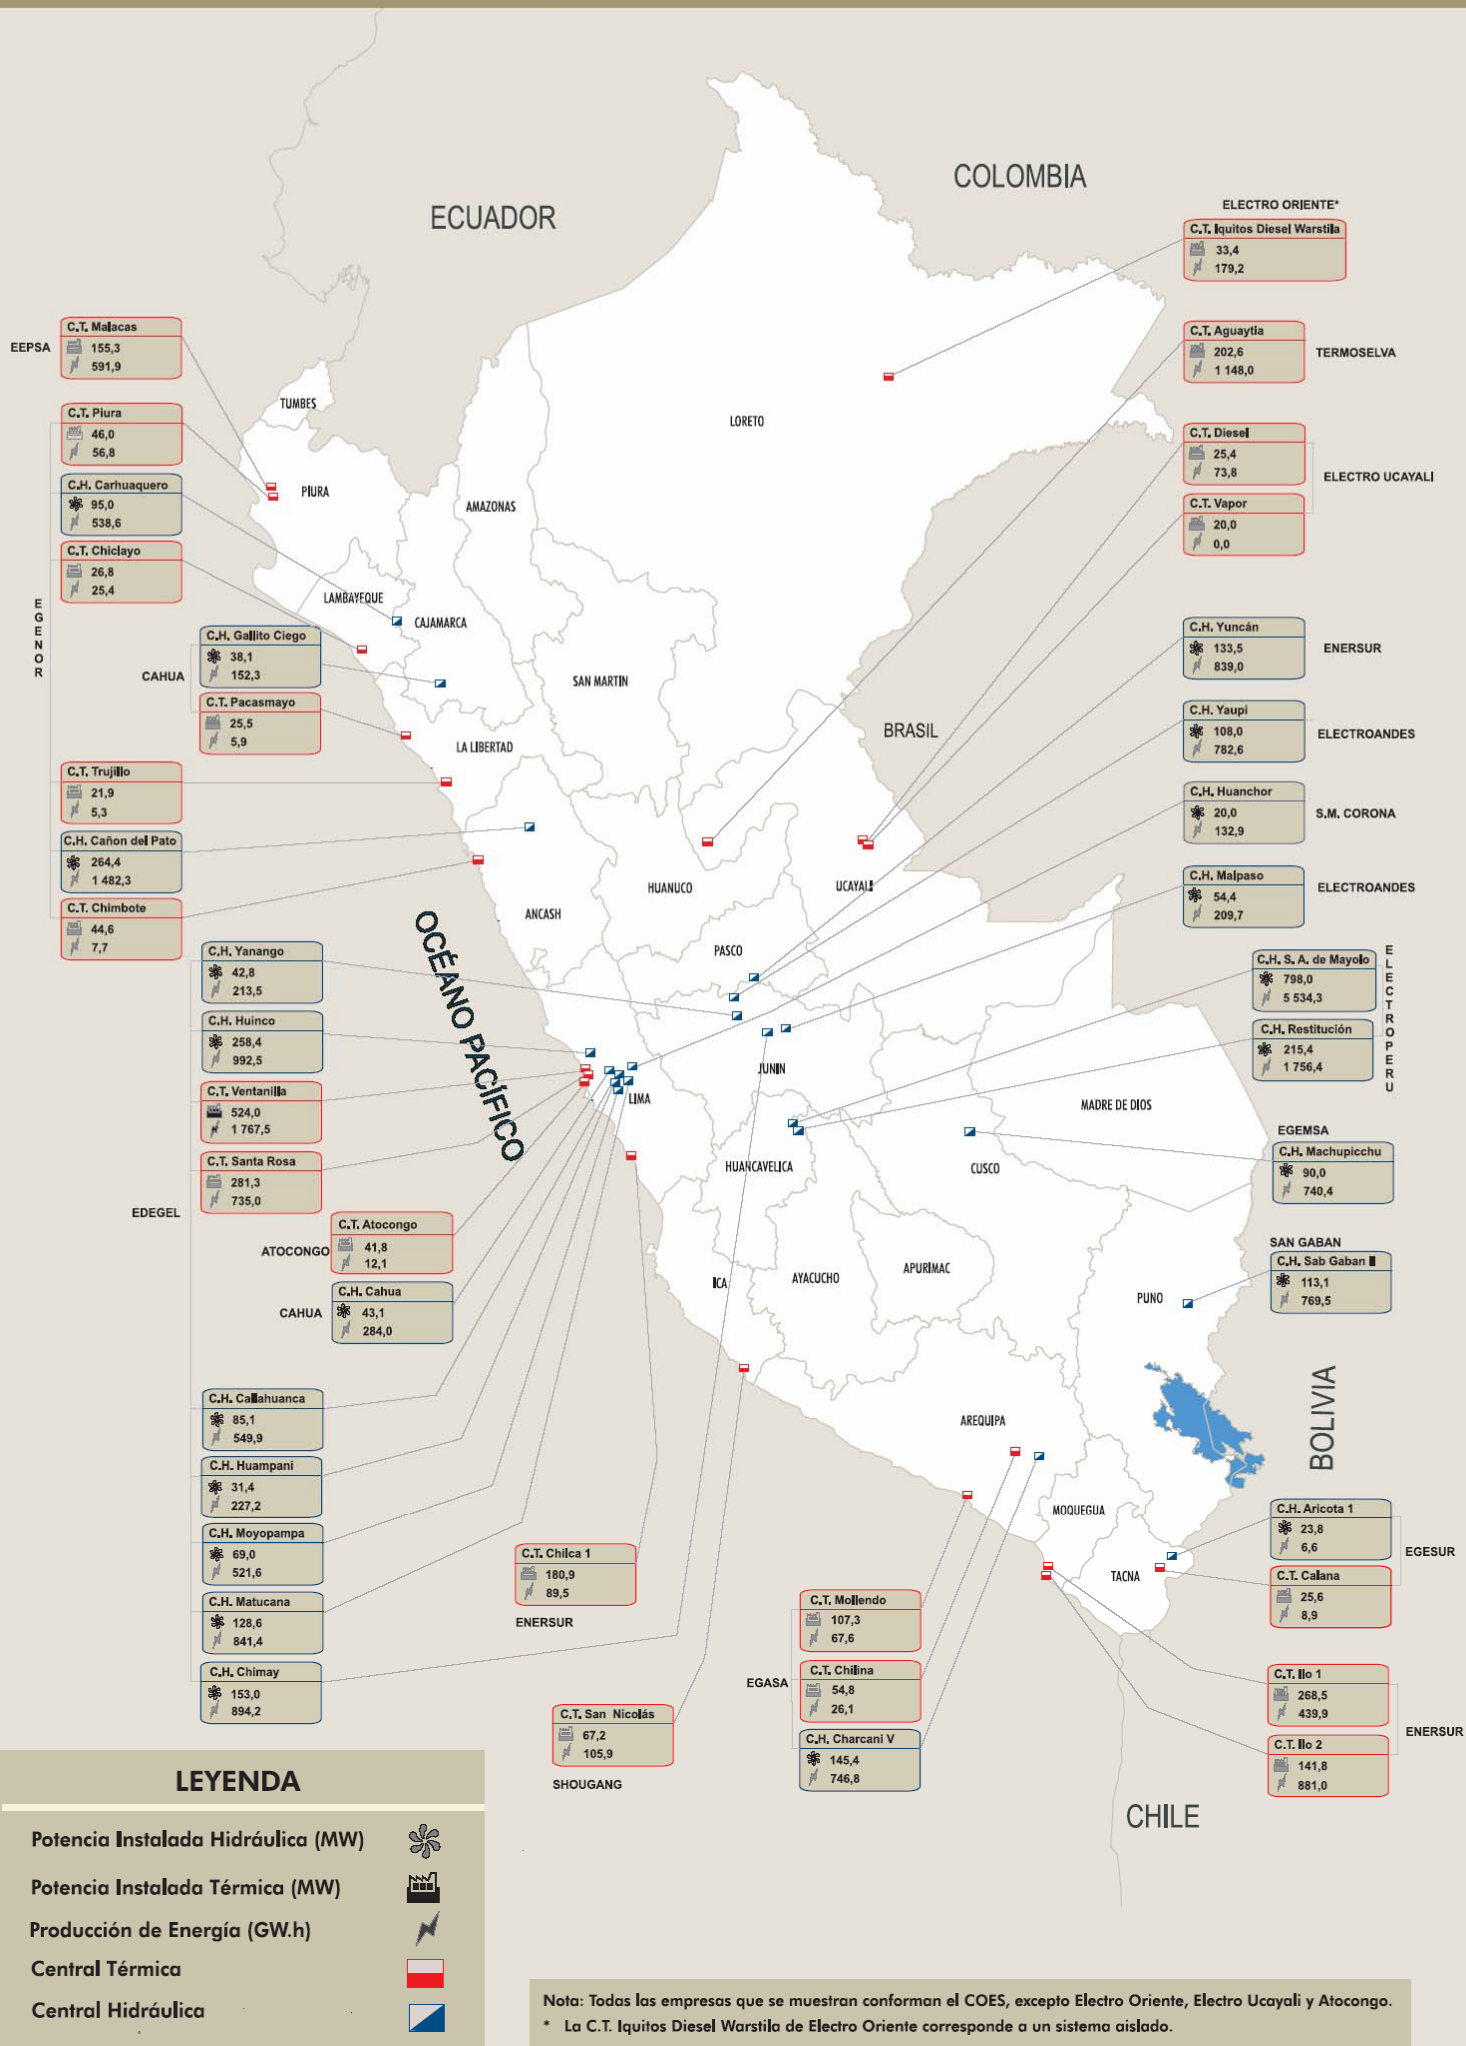 COLOMBIA
ECUADOR
BRASIL
BOLIVIA
CHILE
OCÉANO PACÍFICO
TUMBES
PIURA
LORETO
AMAZONAS
LAMBAYEQUE
CAJAMARCA
SAN MARTIN
LA LIBERTAD
HUANUCO
UCAYALI
ANCASH
PASCO
JUNIN
LIMA
MADRE DE DIOS
HUANCAVELICA
CUSCO
ICA
AYACUCHO
APURIMAC
PUNO
AREQUIPA
MOQUEGUA
TACNA
EEPSA
C.T. Malacas
155,3
591,9
EGENOR
C.T. Piura
46,0
56,8
C.H. Carhuaquero
95,0
538,6
C.T. Chiclayo
26,8
25,4
CAHUA
C.H. Gallito Ciego
38,1
152,3
C.T. Pacasmayo
25,5
5,9
C.T. Trujillo
21,9
5,3
C.H. Cañon del Pato
264,4
1 482,3
C.T. Chimbote
44,6
7,7
EDEGEL
C.H. Yanango
42,8
213,5
C.H. Huinco
258,4
992,5
C.T. Ventanilla
524,0
1 767,5
C.T. Santa Rosa
281,3
735,0
ATOCONGO
C.T. Atocongo
41,8
12,1
CAHUA
C.H. Cahua
43,1
284,0
C.H. Callahuanca
85,1
549,9
C.H. Huampani
31,4
227,2
C.H. Moyopampa
69,0
521,6
C.H. Matucana
128,6
841,4
C.H. Chimay
153,0
894,2
C.T. Chilca 1
180,9
89,5
ENERSUR
C.T. San Nicolás
67,2
105,9
SHOUGANG
EGASA
C.T. Mollendo
107,3
67,6
C.T. Chilina
54,8
26,1
C.H. Charcani V
145,4
746,8
ELECTRO ORIENTE*
C.T. Iquitos Diesel Warstila
33,4
179,2
C.T. Aguaytia
202,6
1 148,0
TERMOSELVA
C.T. Diesel
25,4
73,8
ELECTRO UCAYALI
C.T. Vapor
20,0
0,0
C.H. Yuncán
133,5
839,0
ENERSUR
C.H. Yaupi
108,0
782,6
ELECTROANDES
C.H. Huanchor
20,0
132,9
S.M. CORONA
C.H. Malpaso
54,4
209,7
ELECTROANDES
C.H. S. A. de Mayolo
798,0
5 534,3
ELECTROPERU
C.H. Restitución
215,4
1 756,4
EGEMSA
C.H. Machupicchu
90,0
740,4
SAN GABAN
C.H. Sab Gaban II
113,1
769,5
C.H. Aricota 1
23,8
6,6
EGESUR
C.T. Calana
25,6
8,9
C.T. Ilo 1
268,5
439,9
ENERSUR
C.T. Ilo 2
141,8
881,0
LEYENDA
Potencia Instalada Hidráulica (MW)
Potencia Instalada Térmica (MW)
Producción de Energía (GW.h)
Central Térmica
Central Hidráulica
Nota: Todas las empresas que se muestran conforman el COES, excepto Electro Oriente, Electro Ucayali y Atocongo.
* La C.T. Iquitos Diesel Warstila de Electro Oriente corresponde a un sistema aislado.